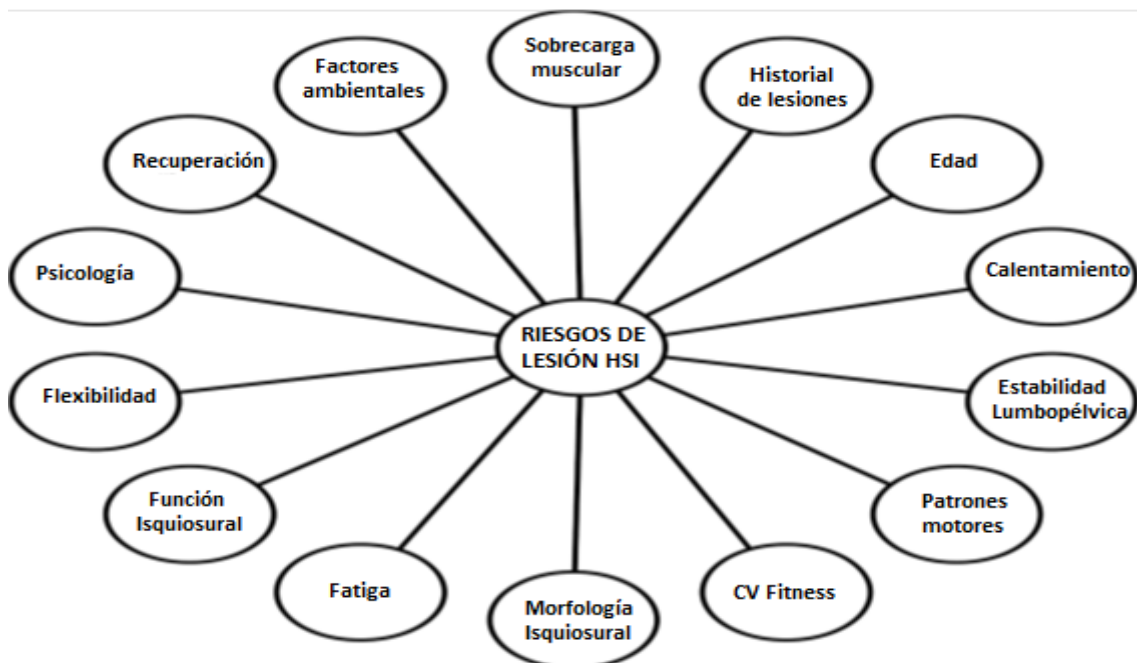 Sobrecarga
muscular
Historial
de lesiones
Edad
Calentamiento
Estabilidad
Lumbopélvica
Patrones
motores
CV Fitness
Morfología
Isquiosural
Fatiga
Función
Isquiosural
Flexibilidad
Psicología
Recuperación
Factores
ambientales
RIESGOS DE
LESIÓN HSI